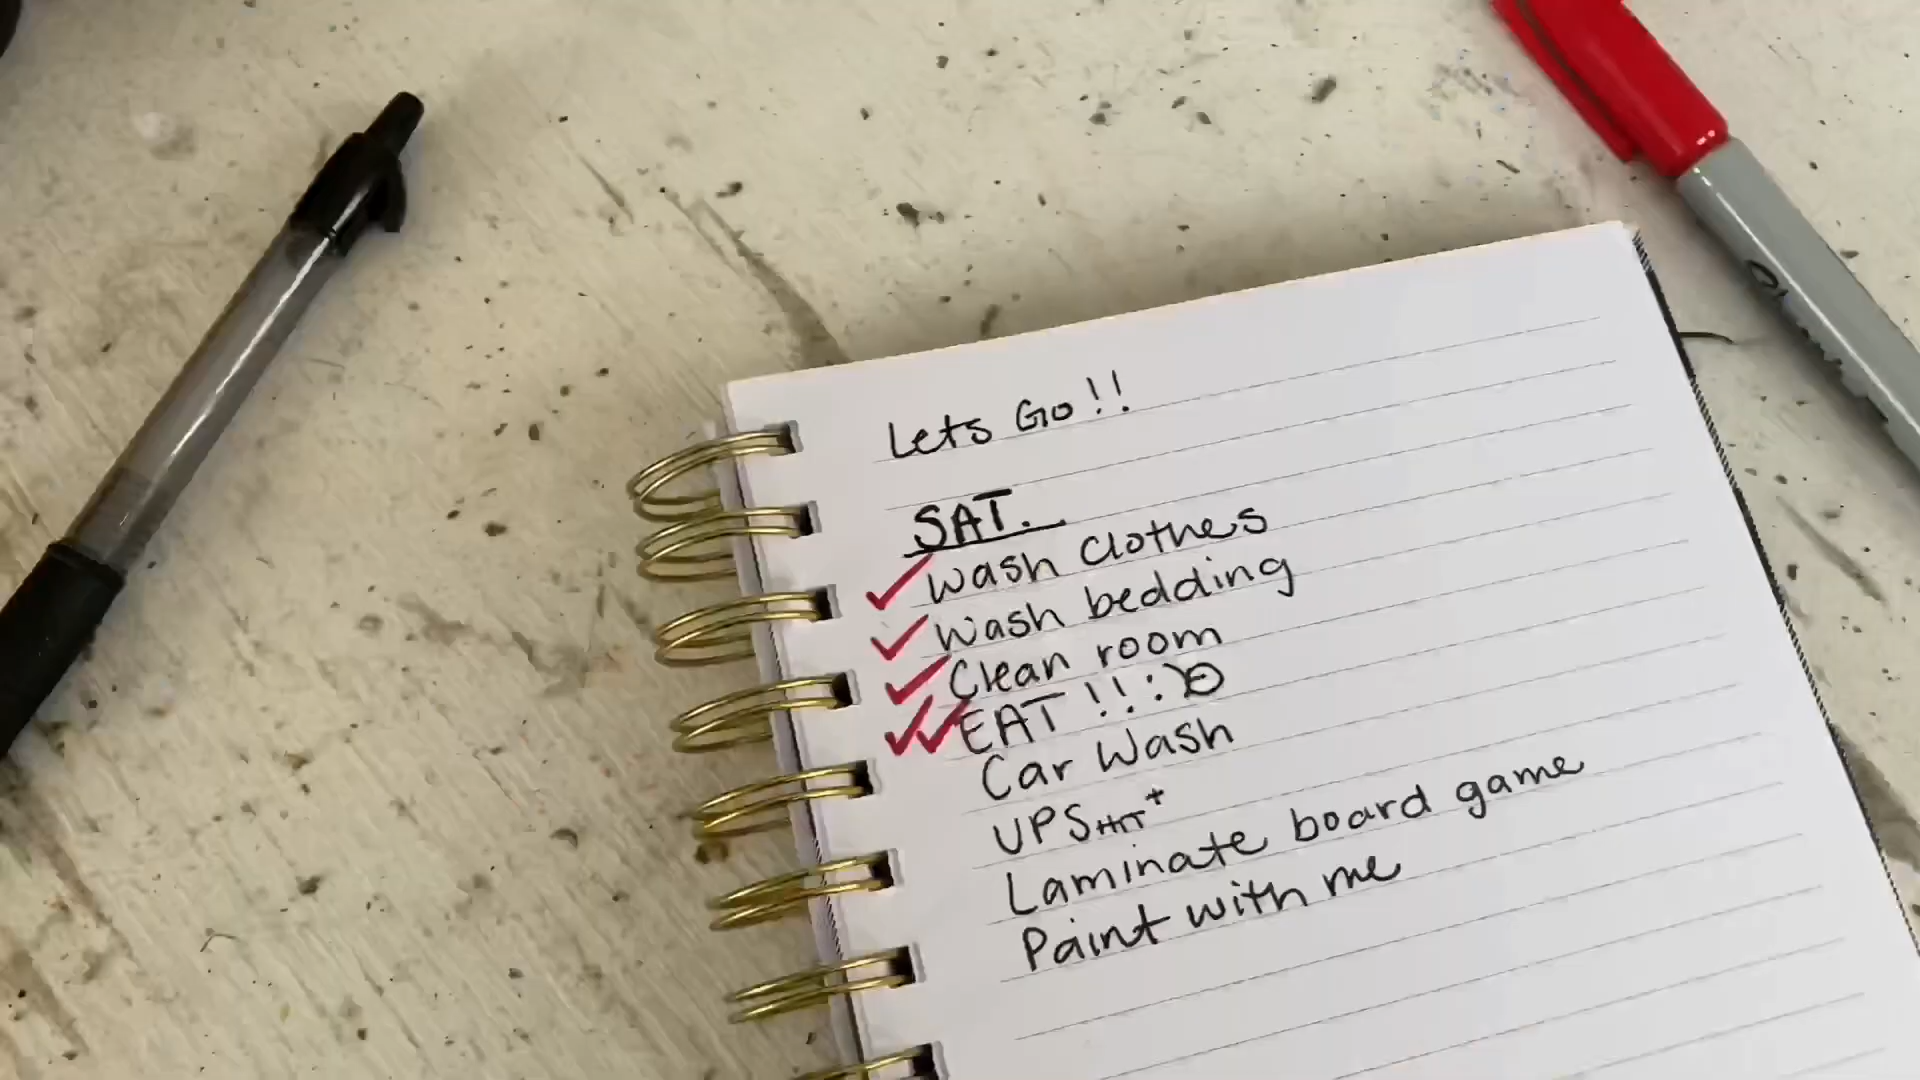 Lets Go!!
SAT.
Wash clothes
Wash bedding
Clean room
EAT!!:)
Car Wash
UPS
Laminate board game
Paint with me